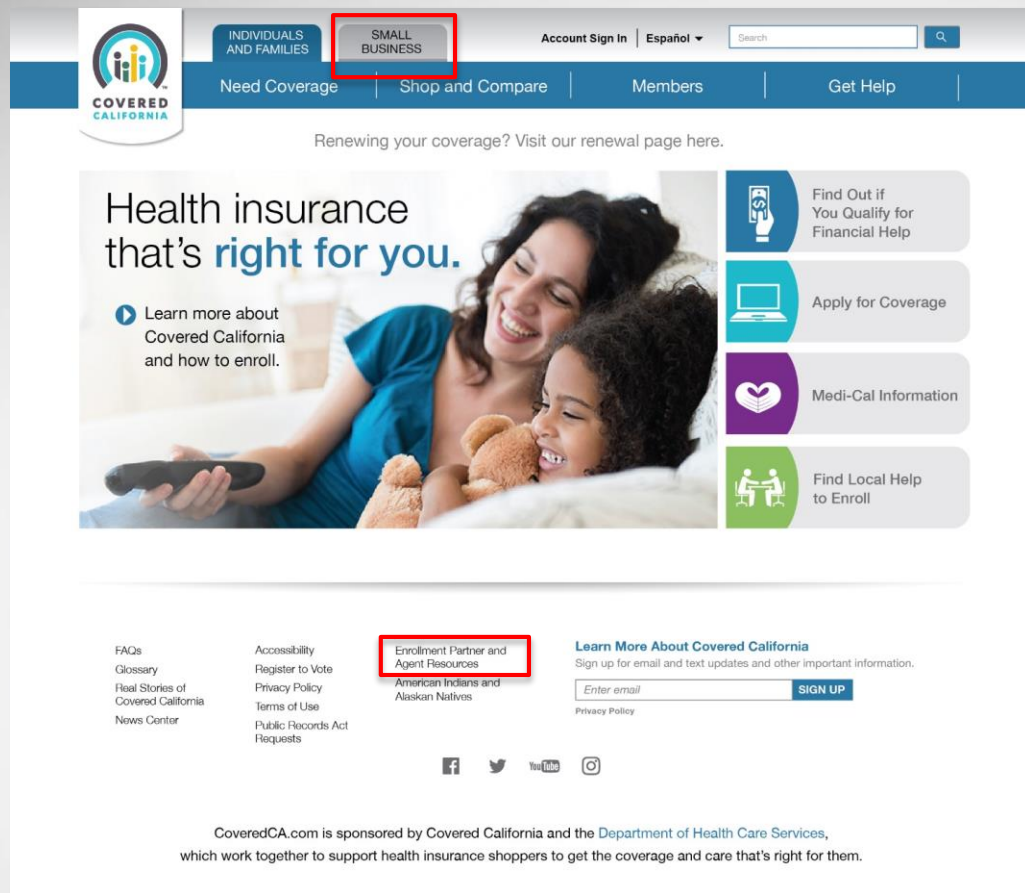 INDIVIDUALS
AND FAMILIES
SMALL
BUSINESS
Account Sign In
Español
Search
COVERED
CALIFORNIA
TM
Need Coverage
Shop and Compare
Members
Get Help
Renewing your coverage? Visit our renewal page here.
Health insurance
that's right for you.
Learn more about
Covered California
and how to enroll.
Find Out if
You Qualify for
Financial Help
Apply for Coverage
Medi-Cal Information
Find Local Help
to Enroll
FAQs
Glossary
Real Stories of
Covered California
News Center
Accessibility
Register to Vote
Privacy Policy
Terms of Use
Public Records Act
Requests
Enrollment Partner and
Agent Resources
American Indians and
Alaskan Natives
Learn More About Covered California
Sign up for email and text updates and other important information.
Enter email
SIGN UP
Privacy Policy
YouTube
CoveredCA.com is sponsored by Covered California and the Department of Health Care Services,
which work together to support health insurance shoppers to get the coverage and care that's right for them.